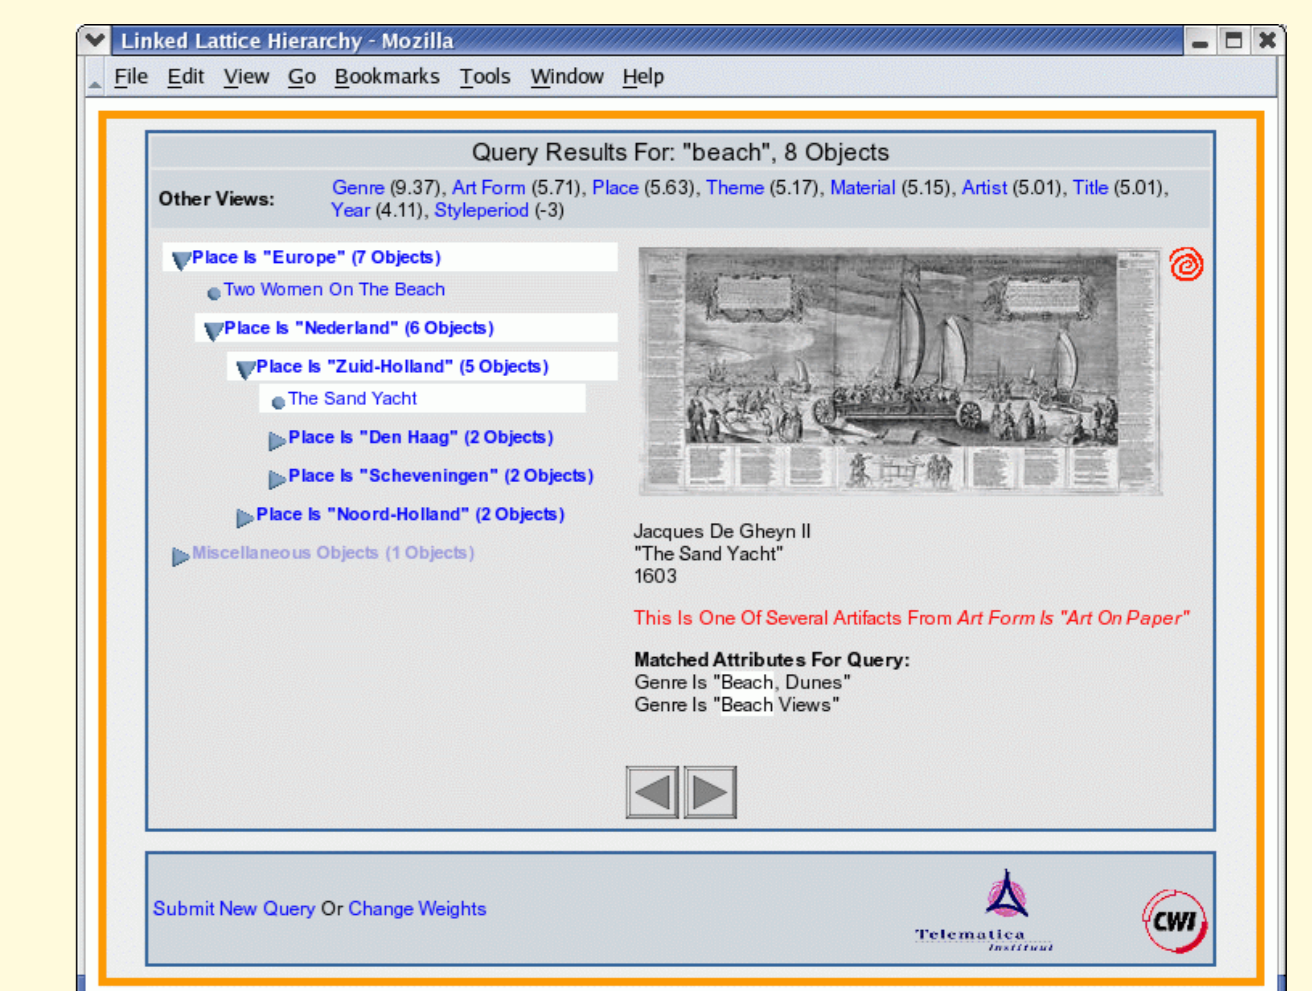 Linked Lattice Hierarchy - Mozilla
File Edit View Go Bookmarks Tools Window Help
Query Results For: "beach", 8 Objects
Other Views:
Genre (9.37), Art Form (5.71), Place (5.63), Theme (5.17), Material (5.15), Artist (5.01), Title (5.01),
Year (4.11), Styleperiod (-3)
Place Is "Europe" (7 Objects)
Two Women On The Beach
Place Is "Nederland" (6 Objects)
Place Is "Zuid-Holland" (5 Objects)
The Sand Yacht
Place Is "Den Haag" (2 Objects)
Place Is "Scheveningen" (2 Objects)
Place Is "Noord-Holland" (2 Objects)
Miscellaneous Objects (1 Objects)
Jacques De Gheyn II
"The Sand Yacht"
1603
This Is One Of Several Artifacts From Art Form Is "Art On Paper"
Matched Attributes For Query:
Genre Is "Beach, Dunes"
Genre Is "Beach Views"
Submit New Query Or Change Weights
Telematica
Instituut
CWI